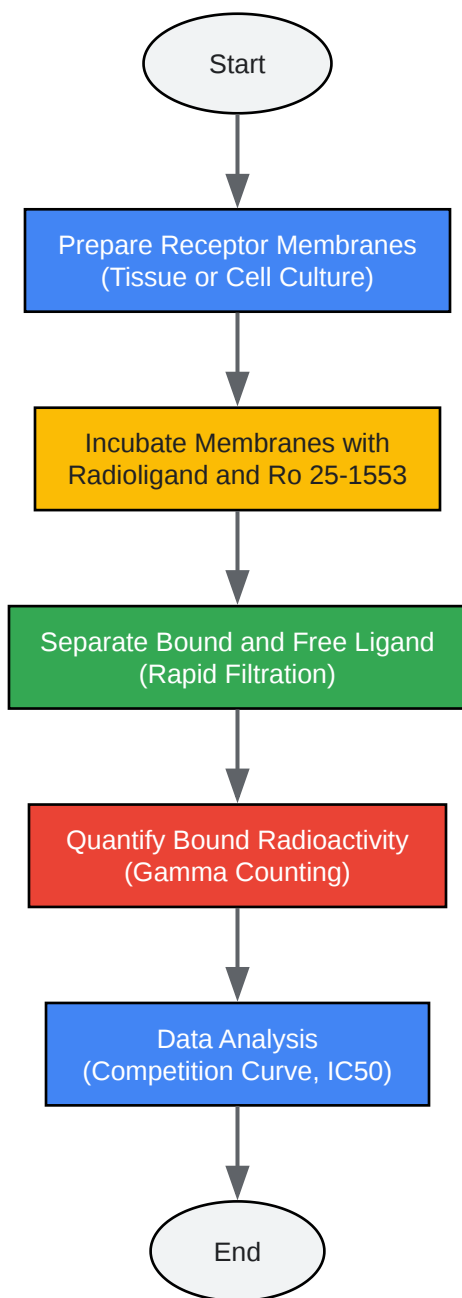 Start
Prepare Receptor Membranes
(Tissue or Cell Culture)
Incubate Membranes with
Radioligand and Ro 25-1553
Separate Bound and Free Ligand
(Rapid Filtration)
Quantify Bound Radioactivity
(Gamma Counting)
Data Analysis
(Competition Curve, IC50)
End